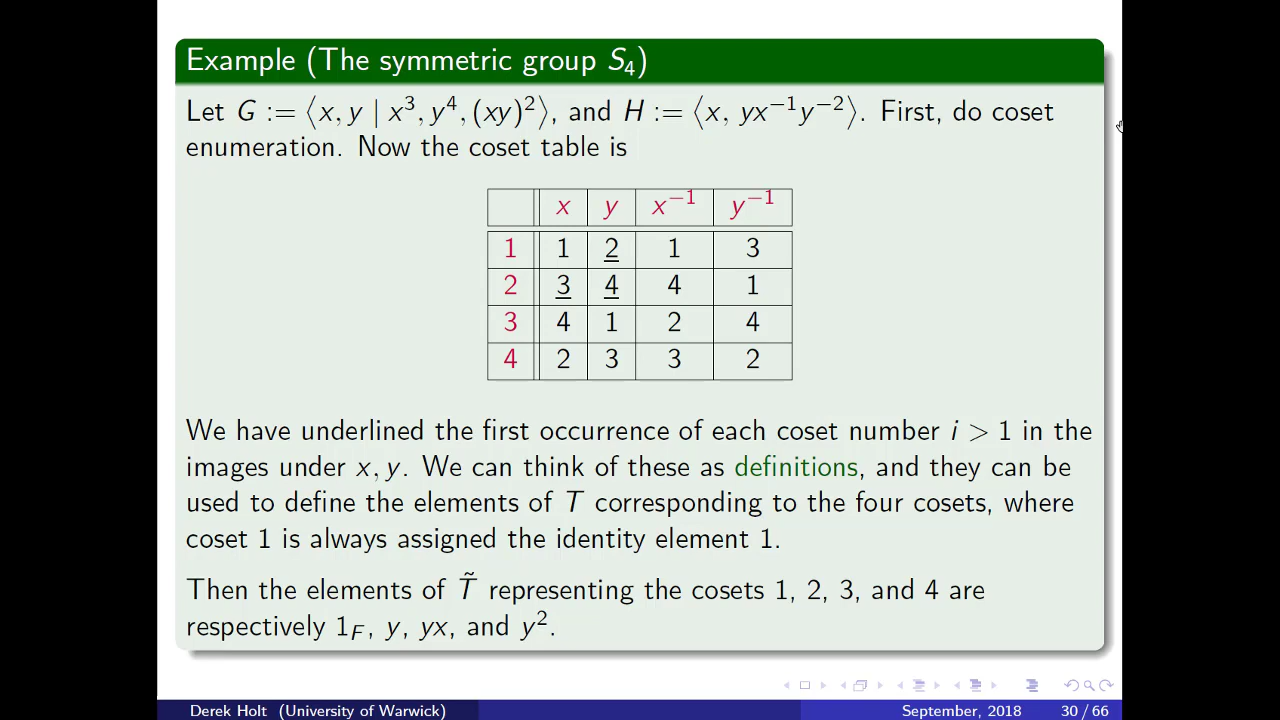 Example (The symmetric group S₄)
Let G := ⟨x, y | x³, y⁴, (xy)²⟩, and H := ⟨x, yx⁻¹y⁻²⟩. First, do coset
enumeration. Now the coset table is
x y x⁻¹ y⁻¹
1 1 2 1 3
2 3 4 4 1
3 4 1 2 4
4 2 3 3 2
We have underlined the first occurrence of each coset number i > 1 in the
images under x, y. We can think of these as definitions, and they can be
used to define the elements of T corresponding to the four cosets, where
coset 1 is always assigned the identity element 1.
Then the elements of T̃ representing the cosets 1, 2, 3, and 4 are
respectively 1_F, y, yx, and y².
Derek Holt (University of Warwick) September, 2018 30 / 66